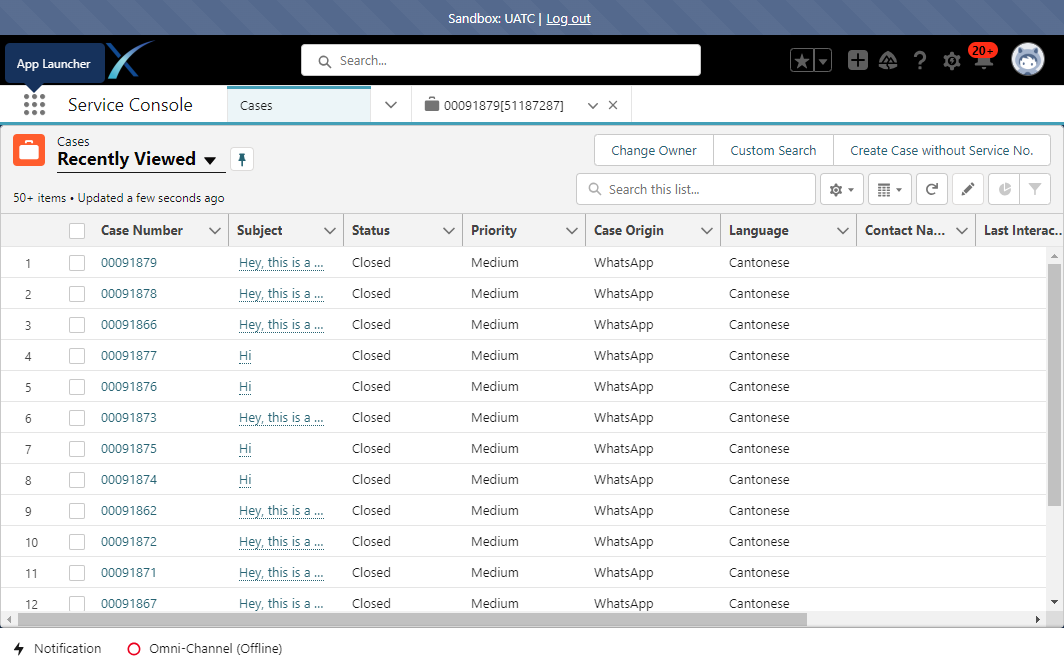 Sandbox: UATC | Log out
App Launcher
Search...
20+
Service Console
Cases
00091879[51187287]
Cases
Recently Viewed
Change Owner
Custom Search
Create Case without Service No.
50+ items • Updated a few seconds ago
Search this list...
Case Number Subject Status Priority Case Origin Language Contact Na... Last Interac...
1 00091879 Hey, this is a ... Closed Medium WhatsApp Cantonese
2 00091878 Hey, this is a ... Closed Medium WhatsApp Cantonese
3 00091866 Hey, this is a ... Closed Medium WhatsApp Cantonese
4 00091877 Hi Closed Medium WhatsApp Cantonese
5 00091876 Hi Closed Medium WhatsApp Cantonese
6 00091873 Hey, this is a ... Closed Medium WhatsApp Cantonese
7 00091875 Hi Closed Medium WhatsApp Cantonese
8 00091874 Hi Closed Medium WhatsApp Cantonese
9 00091862 Hey, this is a ... Closed Medium WhatsApp Cantonese
10 00091872 Hey, this is a ... Closed Medium WhatsApp Cantonese
11 00091871 Hey, this is a ... Closed Medium WhatsApp Cantonese
12 00091867 Hey, this is a ... Closed Medium WhatsApp Cantonese
Notification
Omni-Channel (Offline)